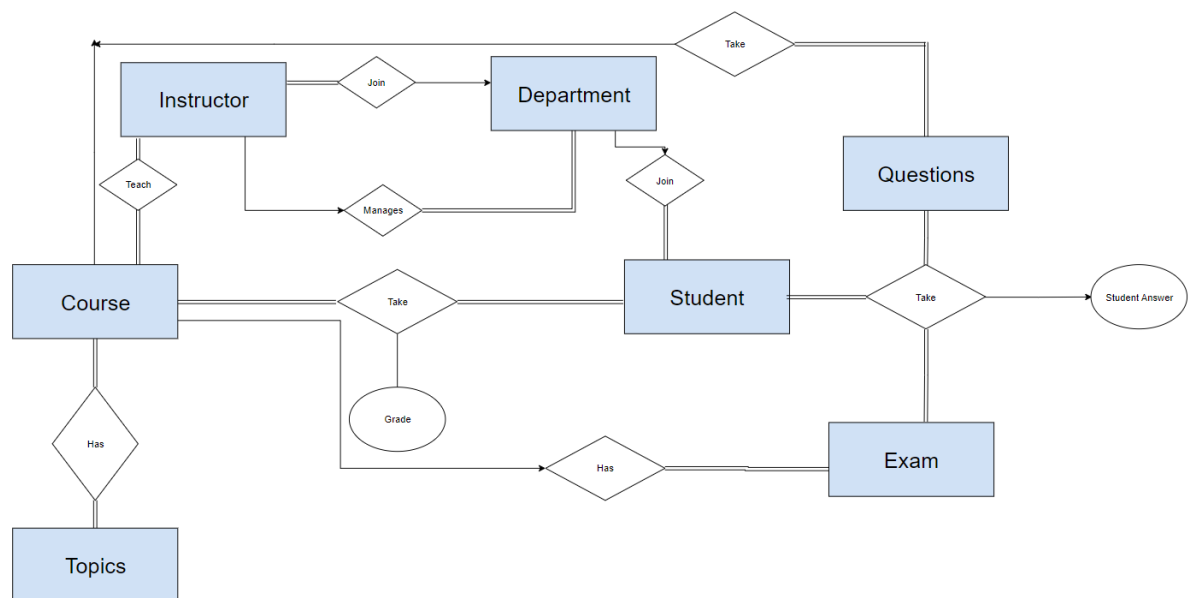 Take
Instructor
Join
Department
Questions
Teach
Manages
Join
Course
Take
Student
Take
Student Answer
Grade
Has
Has
Exam
Topics